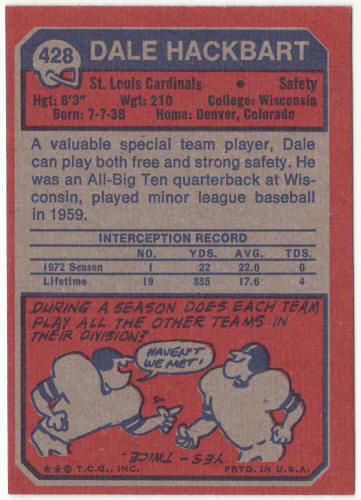 428 DALE HACKBART
St. Louis Cardinals • Safety
Hgt: 6'3" Wgt: 210 College: Wisconsin
Born: 7-7-38 Home: Denver, Colorado
A valuable special team player, Dale
can play both free and strong safety. He
was an All-Big Ten quarterback at Wis-
consin, played minor league baseball
in 1959.
INTERCEPTION RECORD
NO. YDS. AVG. TDS.
1972 Season 1 22 22.0 0
Lifetime 19 335 17.6 4
DURING A SEASON DOES EACH TEAM
PLAY ALL THE OTHER TEAMS IN
THEIR DIVISION?
HAVEN'T
WE MET!
YES - TWICE
★★© T.C.G., INC. PRTD. IN U.S.A.